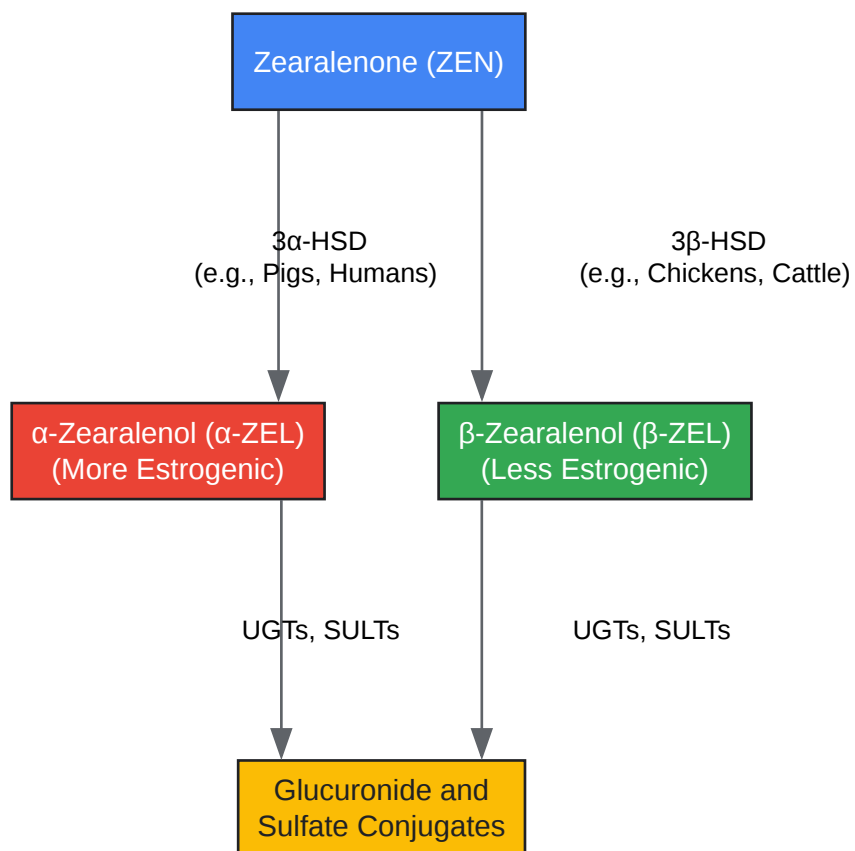 Zearalenone (ZEN)
3α-HSD
(e.g., Pigs, Humans)
3β-HSD
(e.g., Chickens, Cattle)
α-Zearalenol (α-ZEL)
(More Estrogenic)
β-Zearalenol (β-ZEL)
(Less Estrogenic)
UGTs, SULTs
UGTs, SULTs
Glucuronide and
Sulfate Conjugates